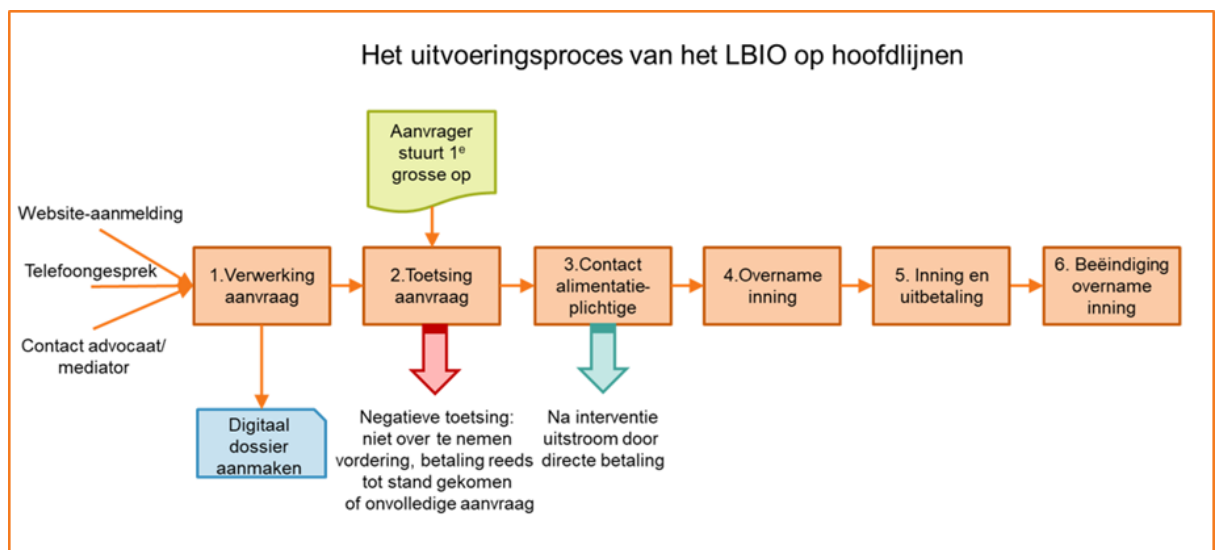 Het uitvoeringsproces van het LBIO op hoofdlijnen
Aanvrager
stuurt 1e
grosse op
Website-aanmelding
Telefoongesprek
Contact advocaat/
mediator
1.Verwerking
aanvraag
2.Toetsing
aanvraag
3.Contact
alimentatie-
plichtige
4.Overname
inning
5. Inning en
uitbetaling
6. Beëindiging
overname
inning
Digitaal
dossier
aanmaken
Negatieve toetsing:
niet over te nemen
vordering, betaling reeds
tot stand gekomen
of onvolledige aanvraag
Na interventie
uitstroom door
directe betaling